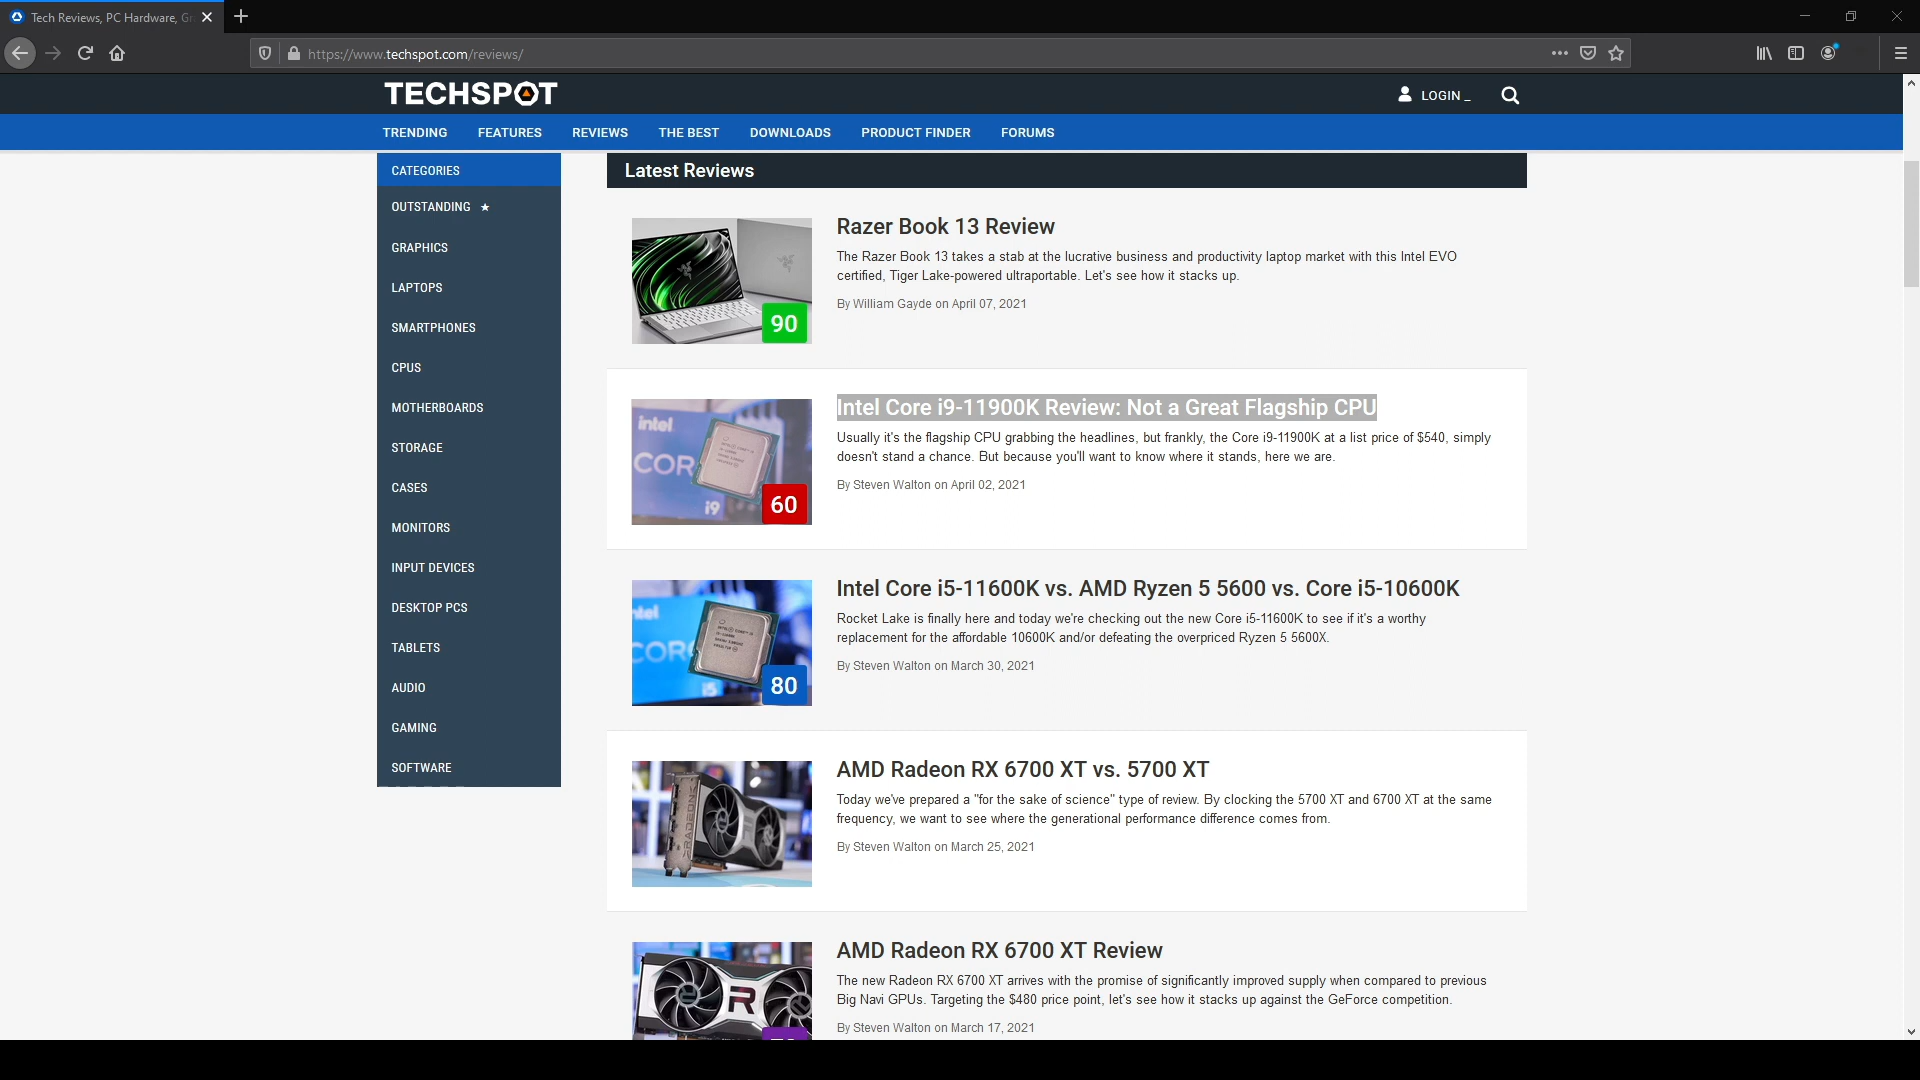 Tech Reviews, PC Hardware, Gr
https://www.techspot.com/reviews/
TECHSPOT
LOGIN _
TRENDING FEATURES REVIEWS THE BEST DOWNLOADS PRODUCT FINDER FORUMS
CATEGORIES
OUTSTANDING ★
GRAPHICS
LAPTOPS
SMARTPHONES
CPUS
MOTHERBOARDS
STORAGE
CASES
MONITORS
INPUT DEVICES
DESKTOP PCS
TABLETS
AUDIO
GAMING
SOFTWARE
Latest Reviews
90
Razer Book 13 Review
The Razer Book 13 takes a stab at the lucrative business and productivity laptop market with this Intel EVO
certified, Tiger Lake-powered ultraportable. Let's see how it stacks up.
By William Gayde on April 07, 2021
intel
COR
i9
60
Intel Core i9-11900K Review: Not a Great Flagship CPU
Usually it's the flagship CPU grabbing the headlines, but frankly, the Core i9-11900K at a list price of $540, simply
doesn't stand a chance. But because you'll want to know where it stands, here we are.
By Steven Walton on April 02, 2021
intel
CORE
i5
80
Intel Core i5-11600K vs. AMD Ryzen 5 5600 vs. Core i5-10600K
Rocket Lake is finally here and today we're checking out the new Core i5-11600K to see if it's a worthy
replacement for the affordable 10600K and/or defeating the overpriced Ryzen 5 5600X.
By Steven Walton on March 30, 2021
RADEON
AMD Radeon RX 6700 XT vs. 5700 XT
Today we've prepared a "for the sake of science" type of review. By clocking the 5700 XT and 6700 XT at the same
frequency, we want to see where the generational performance difference comes from.
By Steven Walton on March 25, 2021
R
AMD Radeon RX 6700 XT Review
The new Radeon RX 6700 XT arrives with the promise of significantly improved supply when compared to previous
Big Navi GPUs. Targeting the $480 price point, let's see how it stacks up against the GeForce competition.
By Steven Walton on March 17, 2021